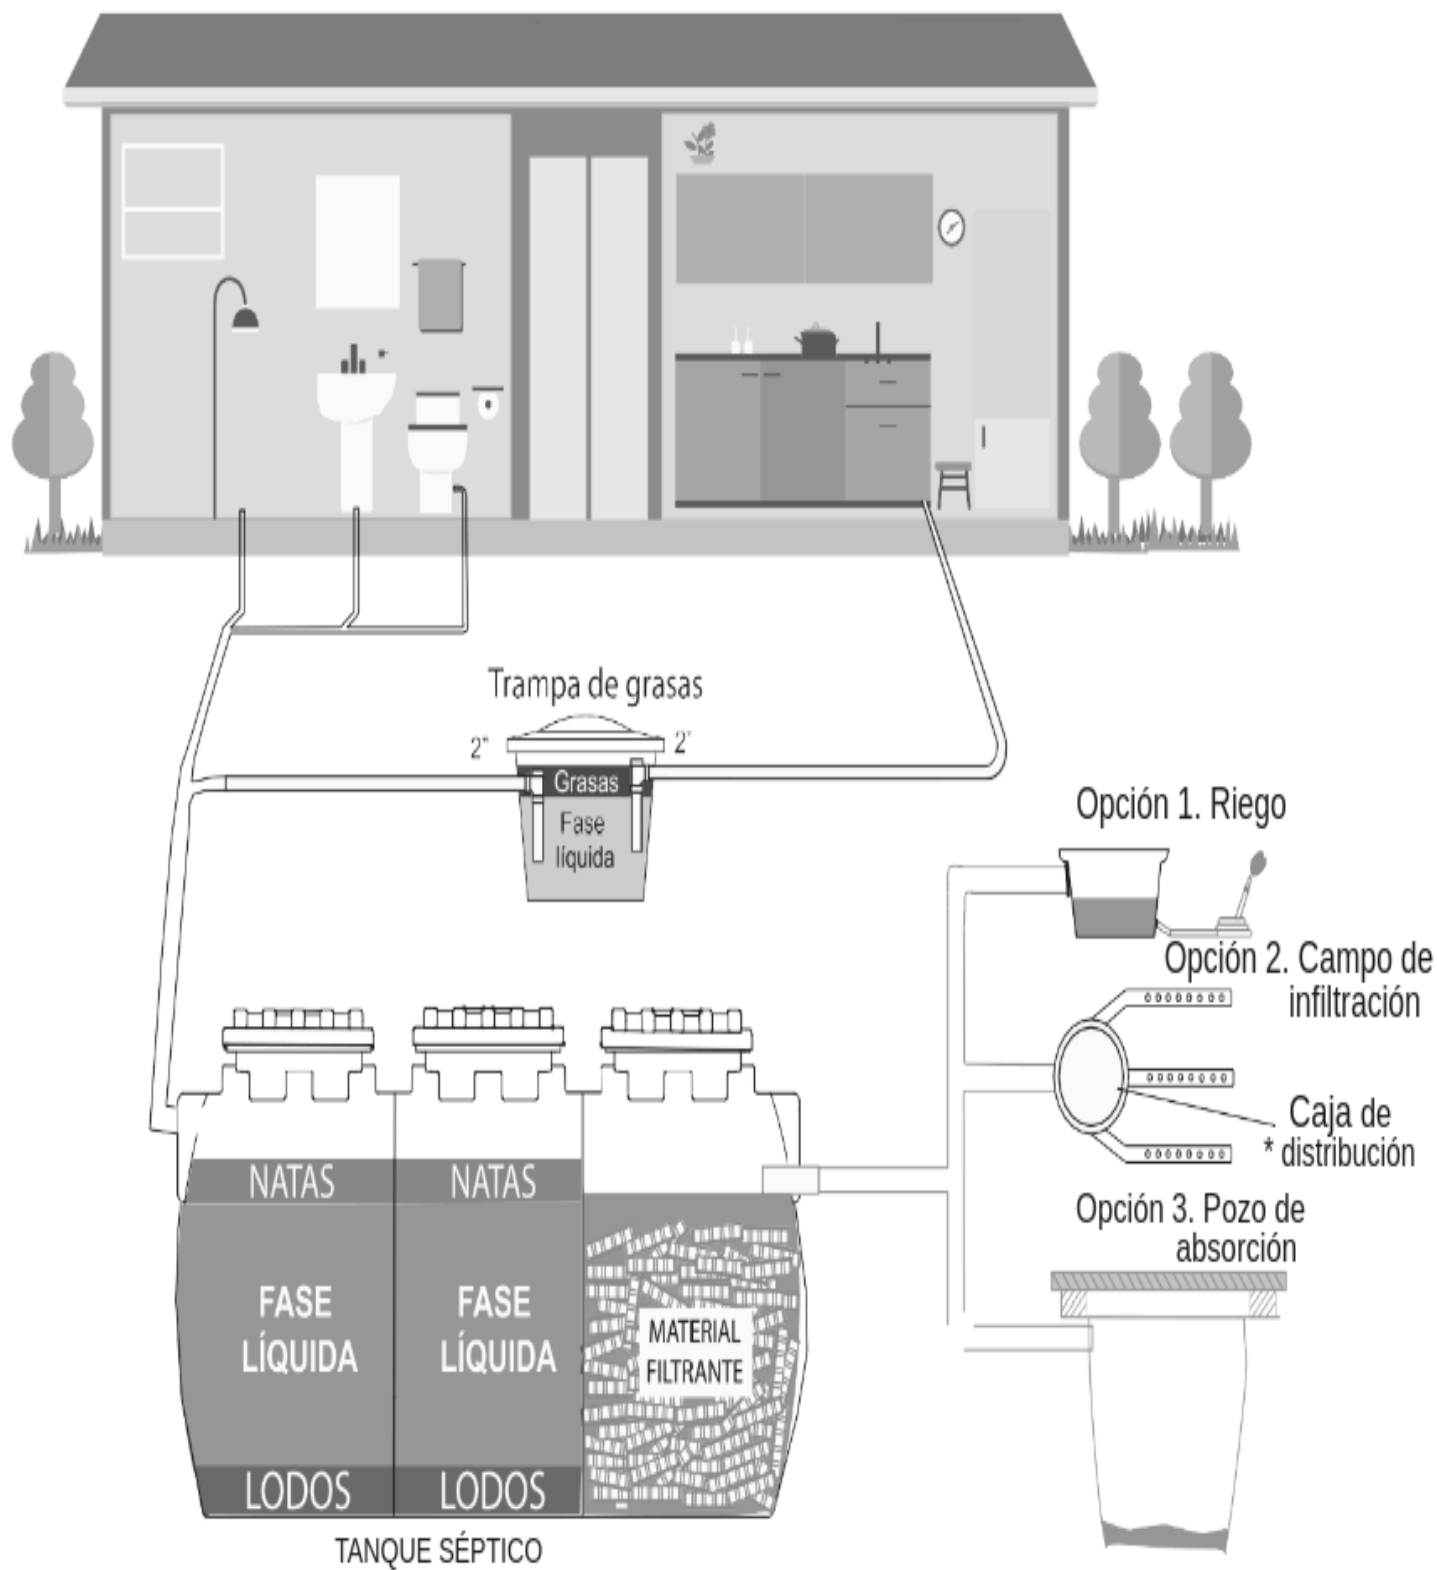 Trampa de grasas
2" 2"
Grasas
Fase
líquida
Opción 1. Riego
Opción 2. Campo de
infiltración
Caja de
* distribución
Opción 3. Pozo de
absorción
NATAS NATAS
FASE FASE
LÍQUIDA LÍQUIDA
MATERIAL
FILTRANTE
LODOS LODOS
TANQUE SÉPTICO